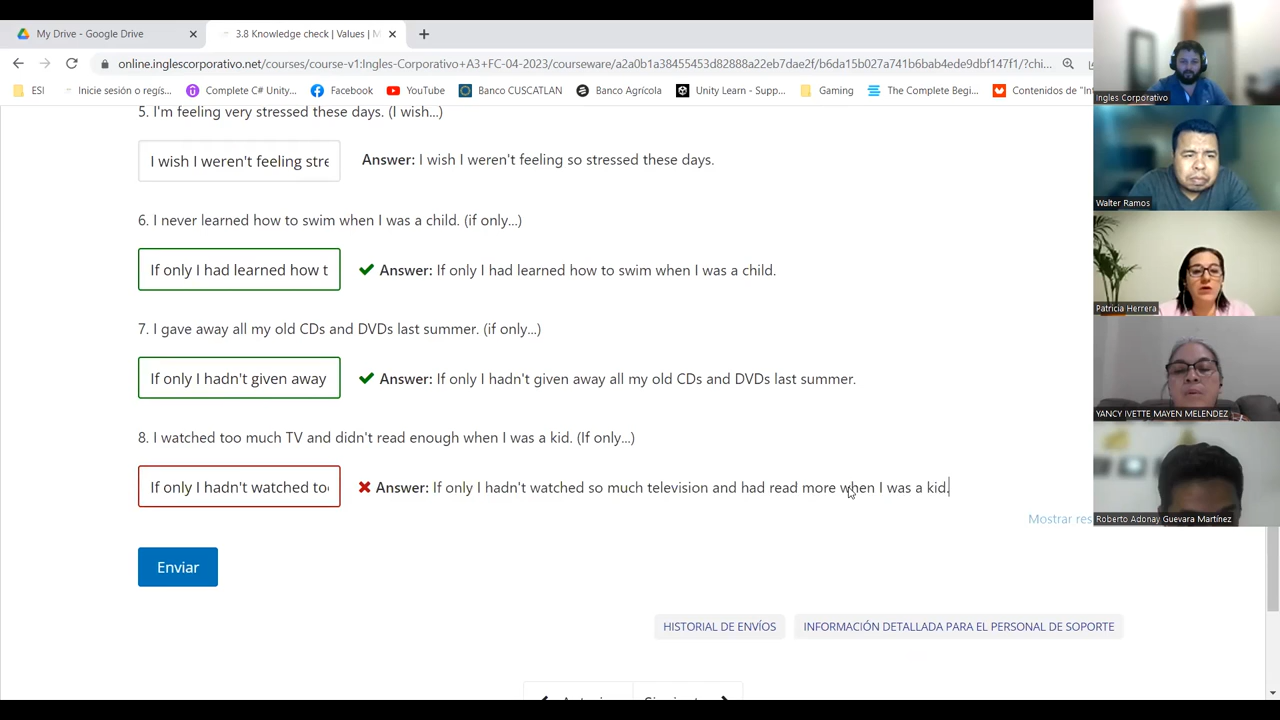 My Drive - Google Drive
3.8 Knowledge check | Values | M
online.inglescorporativo.net/courses/course-v1:Ingles-Corporativo+A3+FC-04-2023/courseware/a2a0b1a38455453d82888a22eb7dae2f/b6da15b027a741b6bab4ede9dbf147f1/?chi
ESI
Inicie sesión o regís...
Complete C# Unity...
Facebook
YouTube
Banco CUSCATLAN
Banco Agrícola
Unity Learn - Supp...
Gaming
The Complete Begi...
Contenidos de "Int
Ingles Corporativo
5. I'm feeling very stressed these days. (I wish...)
I wish I weren't feeling stre
Answer: I wish I weren't feeling so stressed these days.
Walter Ramos
6. I never learned how to swim when I was a child. (if only...)
If only I had learned how t
Answer: If only I had learned how to swim when I was a child.
Patricia Herrera
7. I gave away all my old CDs and DVDs last summer. (if only...)
If only I hadn't given away
Answer: If only I hadn't given away all my old CDs and DVDs last summer.
YANCY IVETTE MAYEN MELENDEZ
8. I watched too much TV and didn't read enough when I was a kid. (If only...)
If only I hadn't watched too
Answer: If only I hadn't watched so much television and had read more when I was a kid.
Mostrar res
Roberto Adonay Guevara Martínez
Enviar
HISTORIAL DE ENVÍOS
INFORMACIÓN DETALLADA PARA EL PERSONAL DE SOPORTE